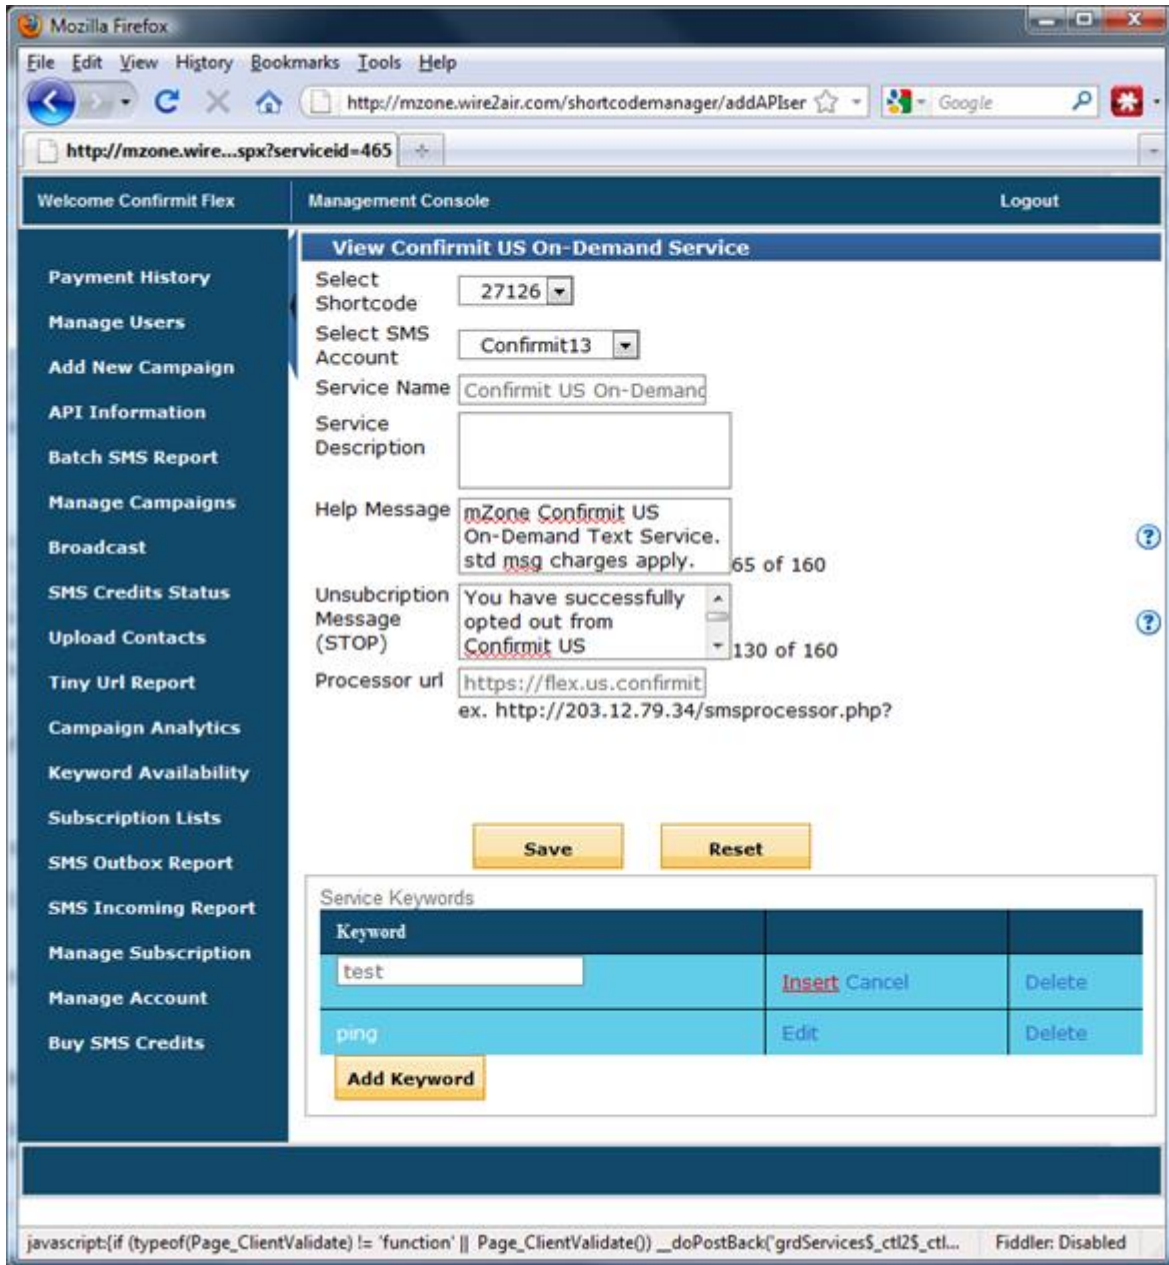 Mozilla Firefox
File Edit View History Bookmarks Tools Help
http://mzone.wire2air.com/shortcodemanager/addAPIser
Google
http://mzone.wire...spx?serviceid=465
Welcome Confirmit Flex
Management Console
Logout
Payment History
Manage Users
Add New Campaign
API Information
Batch SMS Report
Manage Campaigns
Broadcast
SMS Credits Status
Upload Contacts
Tiny Url Report
Campaign Analytics
Keyword Availability
Subscription Lists
SMS Outbox Report
SMS Incoming Report
Manage Subscription
Manage Account
Buy SMS Credits
View Confirmit US On-Demand Service
Select
Shortcode
27126
Select SMS
Account
Confirmit13
Service Name
Confirmit US On-Demand
Service
Description
Help Message
mZone Confirmit US
On-Demand Text Service.
std msg charges apply.
65 of 160
?
Unsubcription
Message
(STOP)
You have successfully
opted out from
Confirmit US
130 of 160
?
Processor url
https://flex.us.confirmit
ex. http://203.12.79.34/smsprocessor.php?
Save
Reset
Service Keywords
Keyword
test
Insert Cancel
Delete
ping
Edit
Delete
Add Keyword
javascript:{if (typeof(Page_ClientValidate) != 'function' || Page_ClientValidate()) __doPostBack('grdServices$_ctl2$_ctl...
Fiddler: Disabled